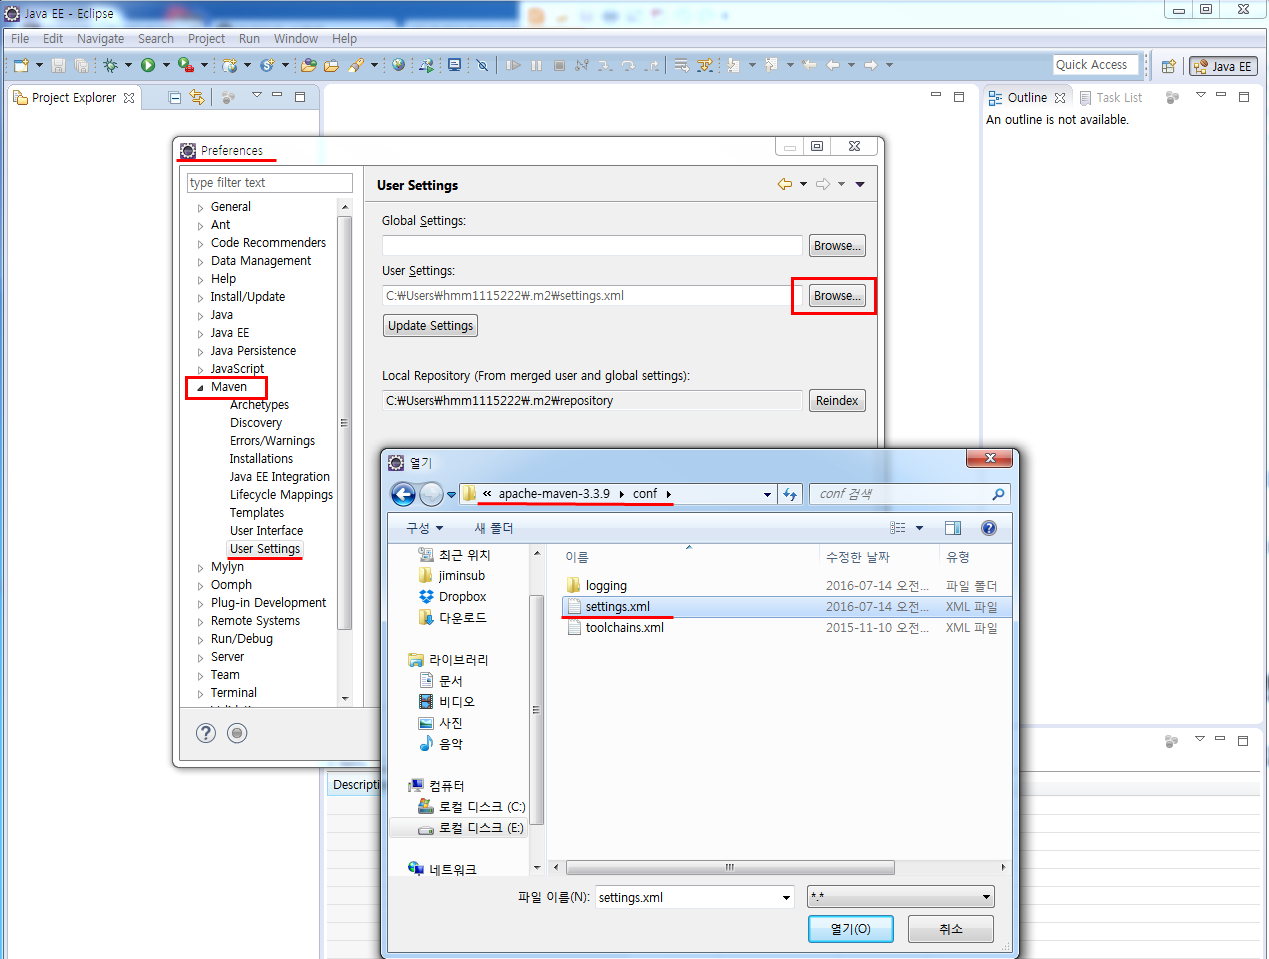 Java EE - Eclipse
File Edit Navigate Search Project Run Window Help
Quick Access
Java EE
Project Explorer
Outline
Task List
An outline is not available.
Preferences
type filter text
General
Ant
Code Recommenders
Data Management
Help
Install/Update
Java
Java EE
Java Persistence
JavaScript
Maven
Archetypes
Discovery
Errors/Warnings
Installations
Java EE Integration
Lifecycle Mappings
Templates
User Interface
User Settings
Mylyn
Oomph
Plug-in Development
Remote Systems
Run/Debug
Server
Team
Terminal
User Settings
Global Settings:
Browse...
User Settings:
C:₩Users₩hmm1115222₩.m2₩settings.xml
Browse...
Update Settings
Local Repository (From merged user and global settings):
C:₩Users₩hmm1115222₩.m2₩repository
Reindex
열기
« apache-maven-3.3.9 conf
conf 검색
구성
새 폴더
최근 위치
jiminsub
Dropbox
다운로드
라이브러리
문서
비디오
사진
음악
컴퓨터
로컬 디스크 (C:)
로컬 디스크 (E:)
네트워크
이름 수정한 날짜 유형
logging 2016-07-14 오전... 파일 폴더
settings.xml 2016-07-14 오전... XML 파일
toolchains.xml 2015-11-10 오전... XML 파일
파일 이름(N): settings.xml
*.*
열기(O)
취소
Descripti